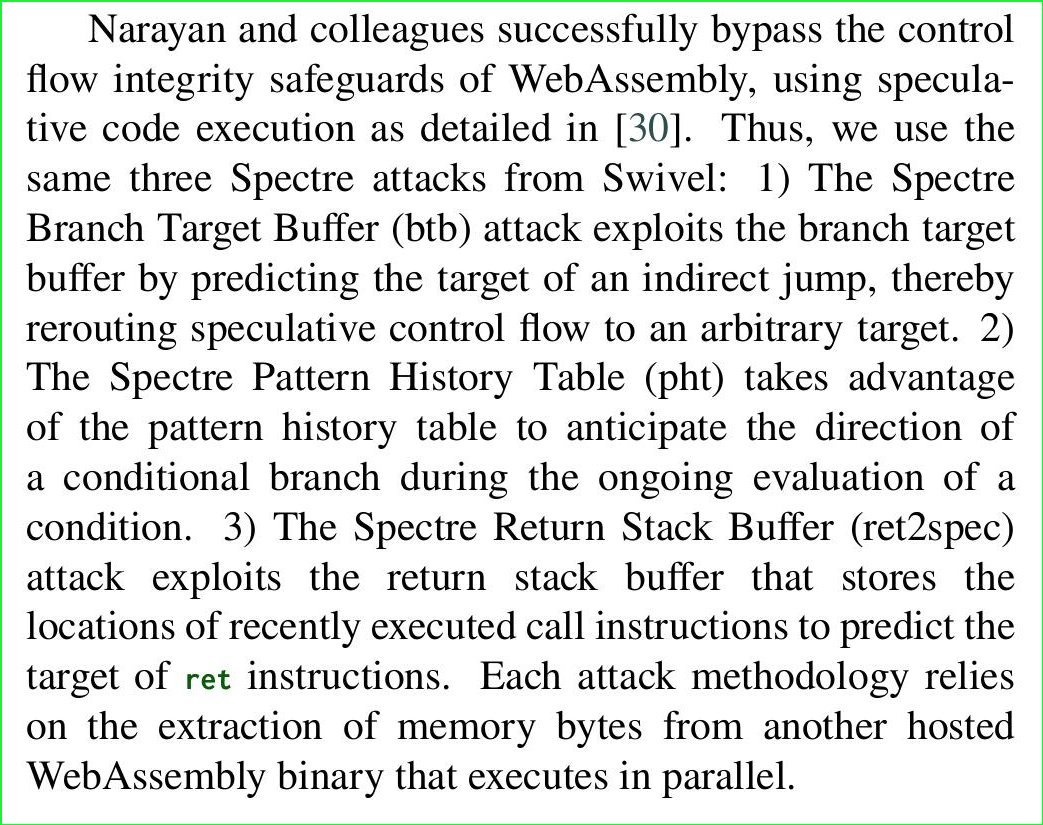 Narayan and colleagues successfully bypass the control
flow integrity safeguards of WebAssembly, using specula-
tive code execution as detailed in [30]. Thus, we use the
same three Spectre attacks from Swivel: 1) The Spectre
Branch Target Buffer (btb) attack exploits the branch target
buffer by predicting the target of an indirect jump, thereby
rerouting speculative control flow to an arbitrary target. 2)
The Spectre Pattern History Table (pht) takes advantage
of the pattern history table to anticipate the direction of
a conditional branch during the ongoing evaluation of a
condition. 3) The Spectre Return Stack Buffer (ret2spec)
attack exploits the return stack buffer that stores the
locations of recently executed call instructions to predict the
target of ret instructions. Each attack methodology relies
on the extraction of memory bytes from another hosted
WebAssembly binary that executes in parallel.